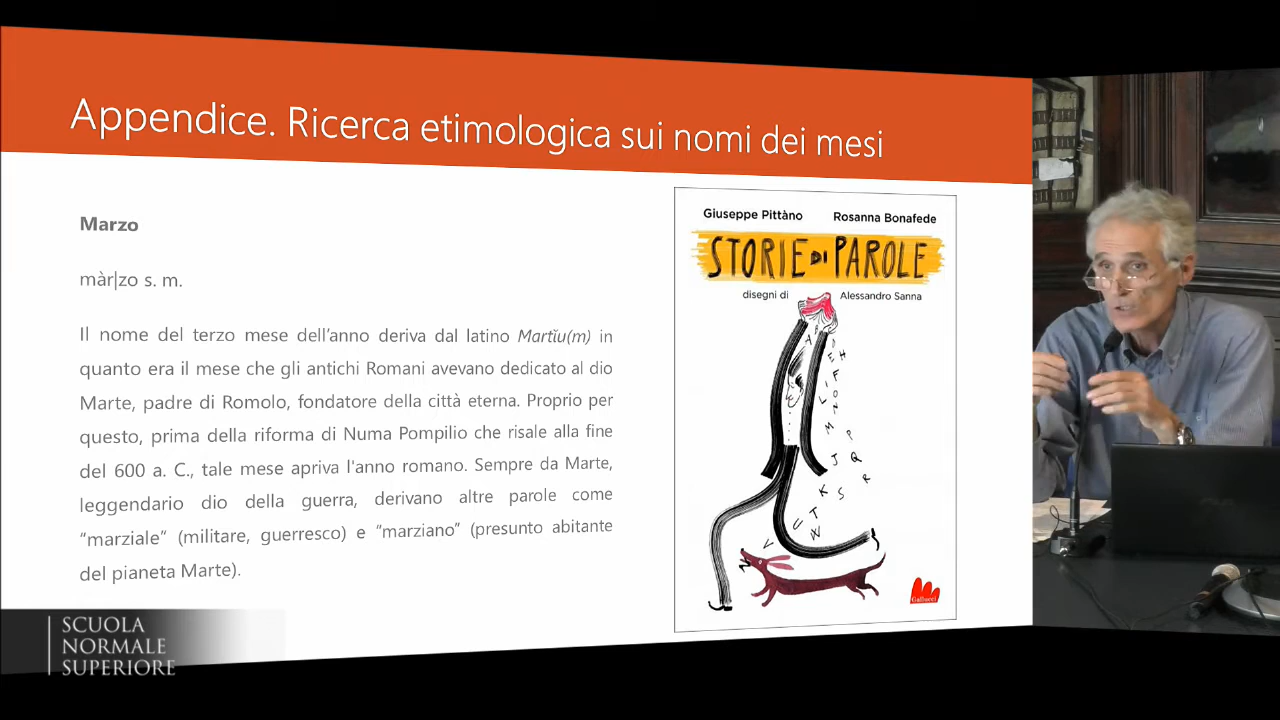 Appendice. Ricerca etimologica sui nomi dei mesi
Marzo
màr|zo s. m.
Il nome del terzo mese dell'anno deriva dal latino Martĭu(m) in
quanto era il mese che gli antichi Romani avevano dedicato al dio
Marte, padre di Romolo, fondatore della città eterna. Proprio per
questo, prima della riforma di Numa Pompilio che risale alla fine
del 600 a. C., tale mese apriva l'anno romano. Sempre da Marte,
leggendario dio della guerra, derivano altre parole come
“marziale” (militare, guerresco) e “marziano” (presunto abitante
del pianeta Marte).
Giuseppe Pittàno Rosanna Bonafede
STORIE DI PAROLE
disegni di Alessandro Sanna
Gallucci
SCUOLA
NORMALE
SUPERIORE